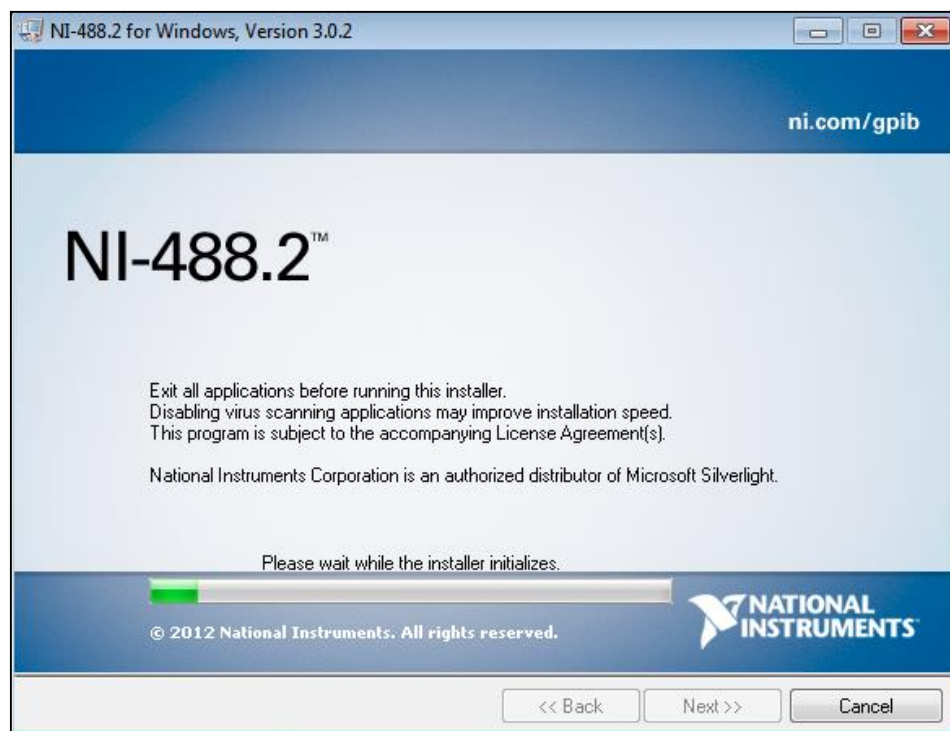 NI-488.2 for Windows, Version 3.0.2
ni.com/gpib
NI-488.2™
Exit all applications before running this installer.
Disabling virus scanning applications may improve installation speed.
This program is subject to the accompanying License Agreement(s).
National Instruments Corporation is an authorized distributor of Microsoft Silverlight.
Please wait while the installer initializes.
© 2012 National Instruments. All rights reserved.
NATIONAL
INSTRUMENTS
<< Back
Next >>
Cancel